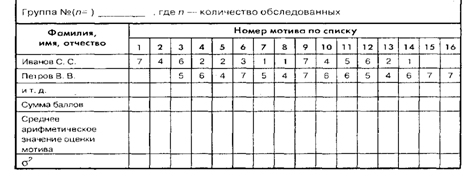 Группа №(n= ) ________ , где n — количество обследованных
Фамилия, имя, отчество Номер мотива по списку
1 2 3 4 5 6 7 8 9 10 11 12 13 14 15 16
Иванов С. С. 7 4 6 2 2 3 1 1 7 4 5 6 2 1
Петров В. В. 5 6 4 7 5 4 7 6 6 5 4 6 7 7
и т. д.
Сумма баллов
Среднее
арифметическое
значение оценки
мотива
σ²